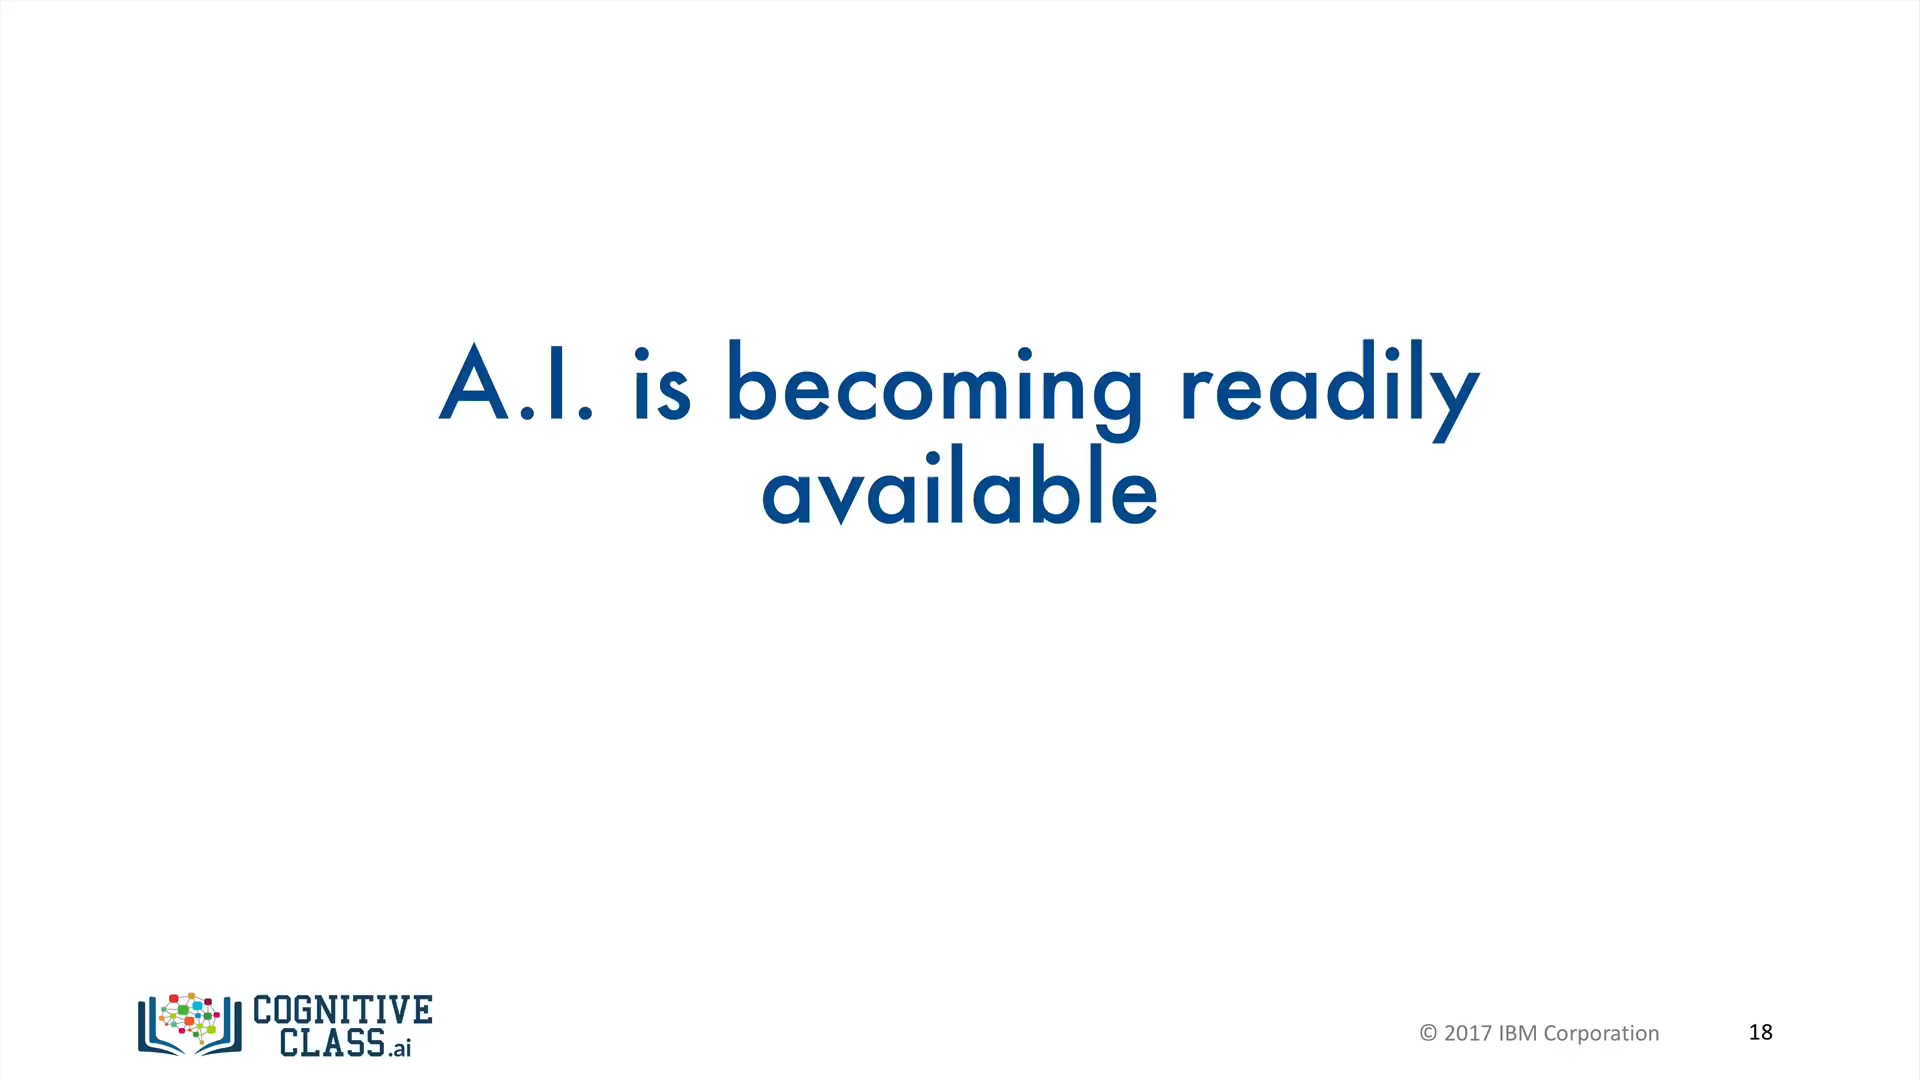 A.I. is becoming readily
available
COGNITIVE
CLASS.ai
© 2017 IBM Corporation
18